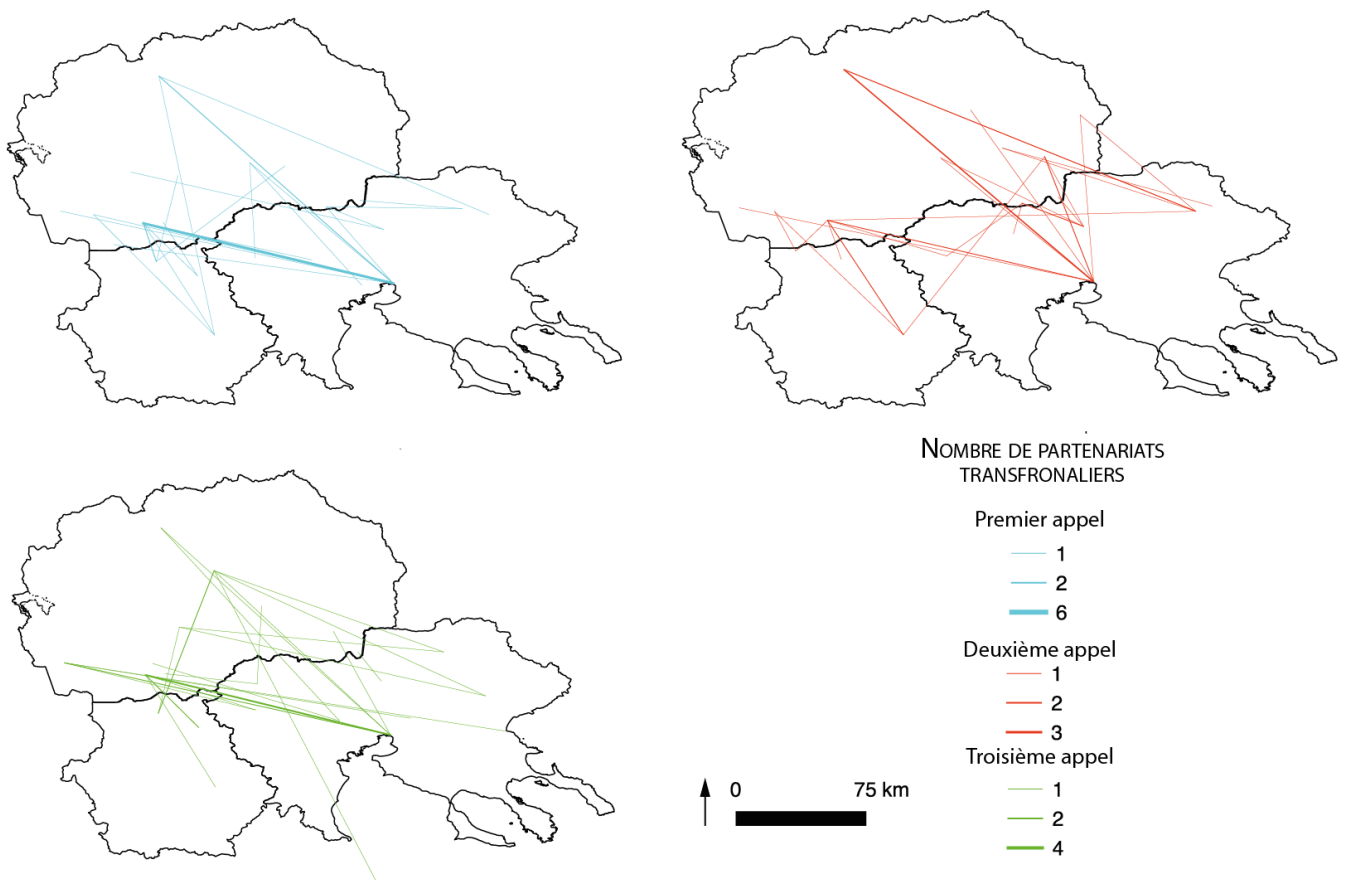 NOMBRE DE PARTENARIATS
TRANSFRONALIERS
Premier appel
1
2
6
Deuxième appel
1
2
3
Troisième appel
1
2
4
0 75 km